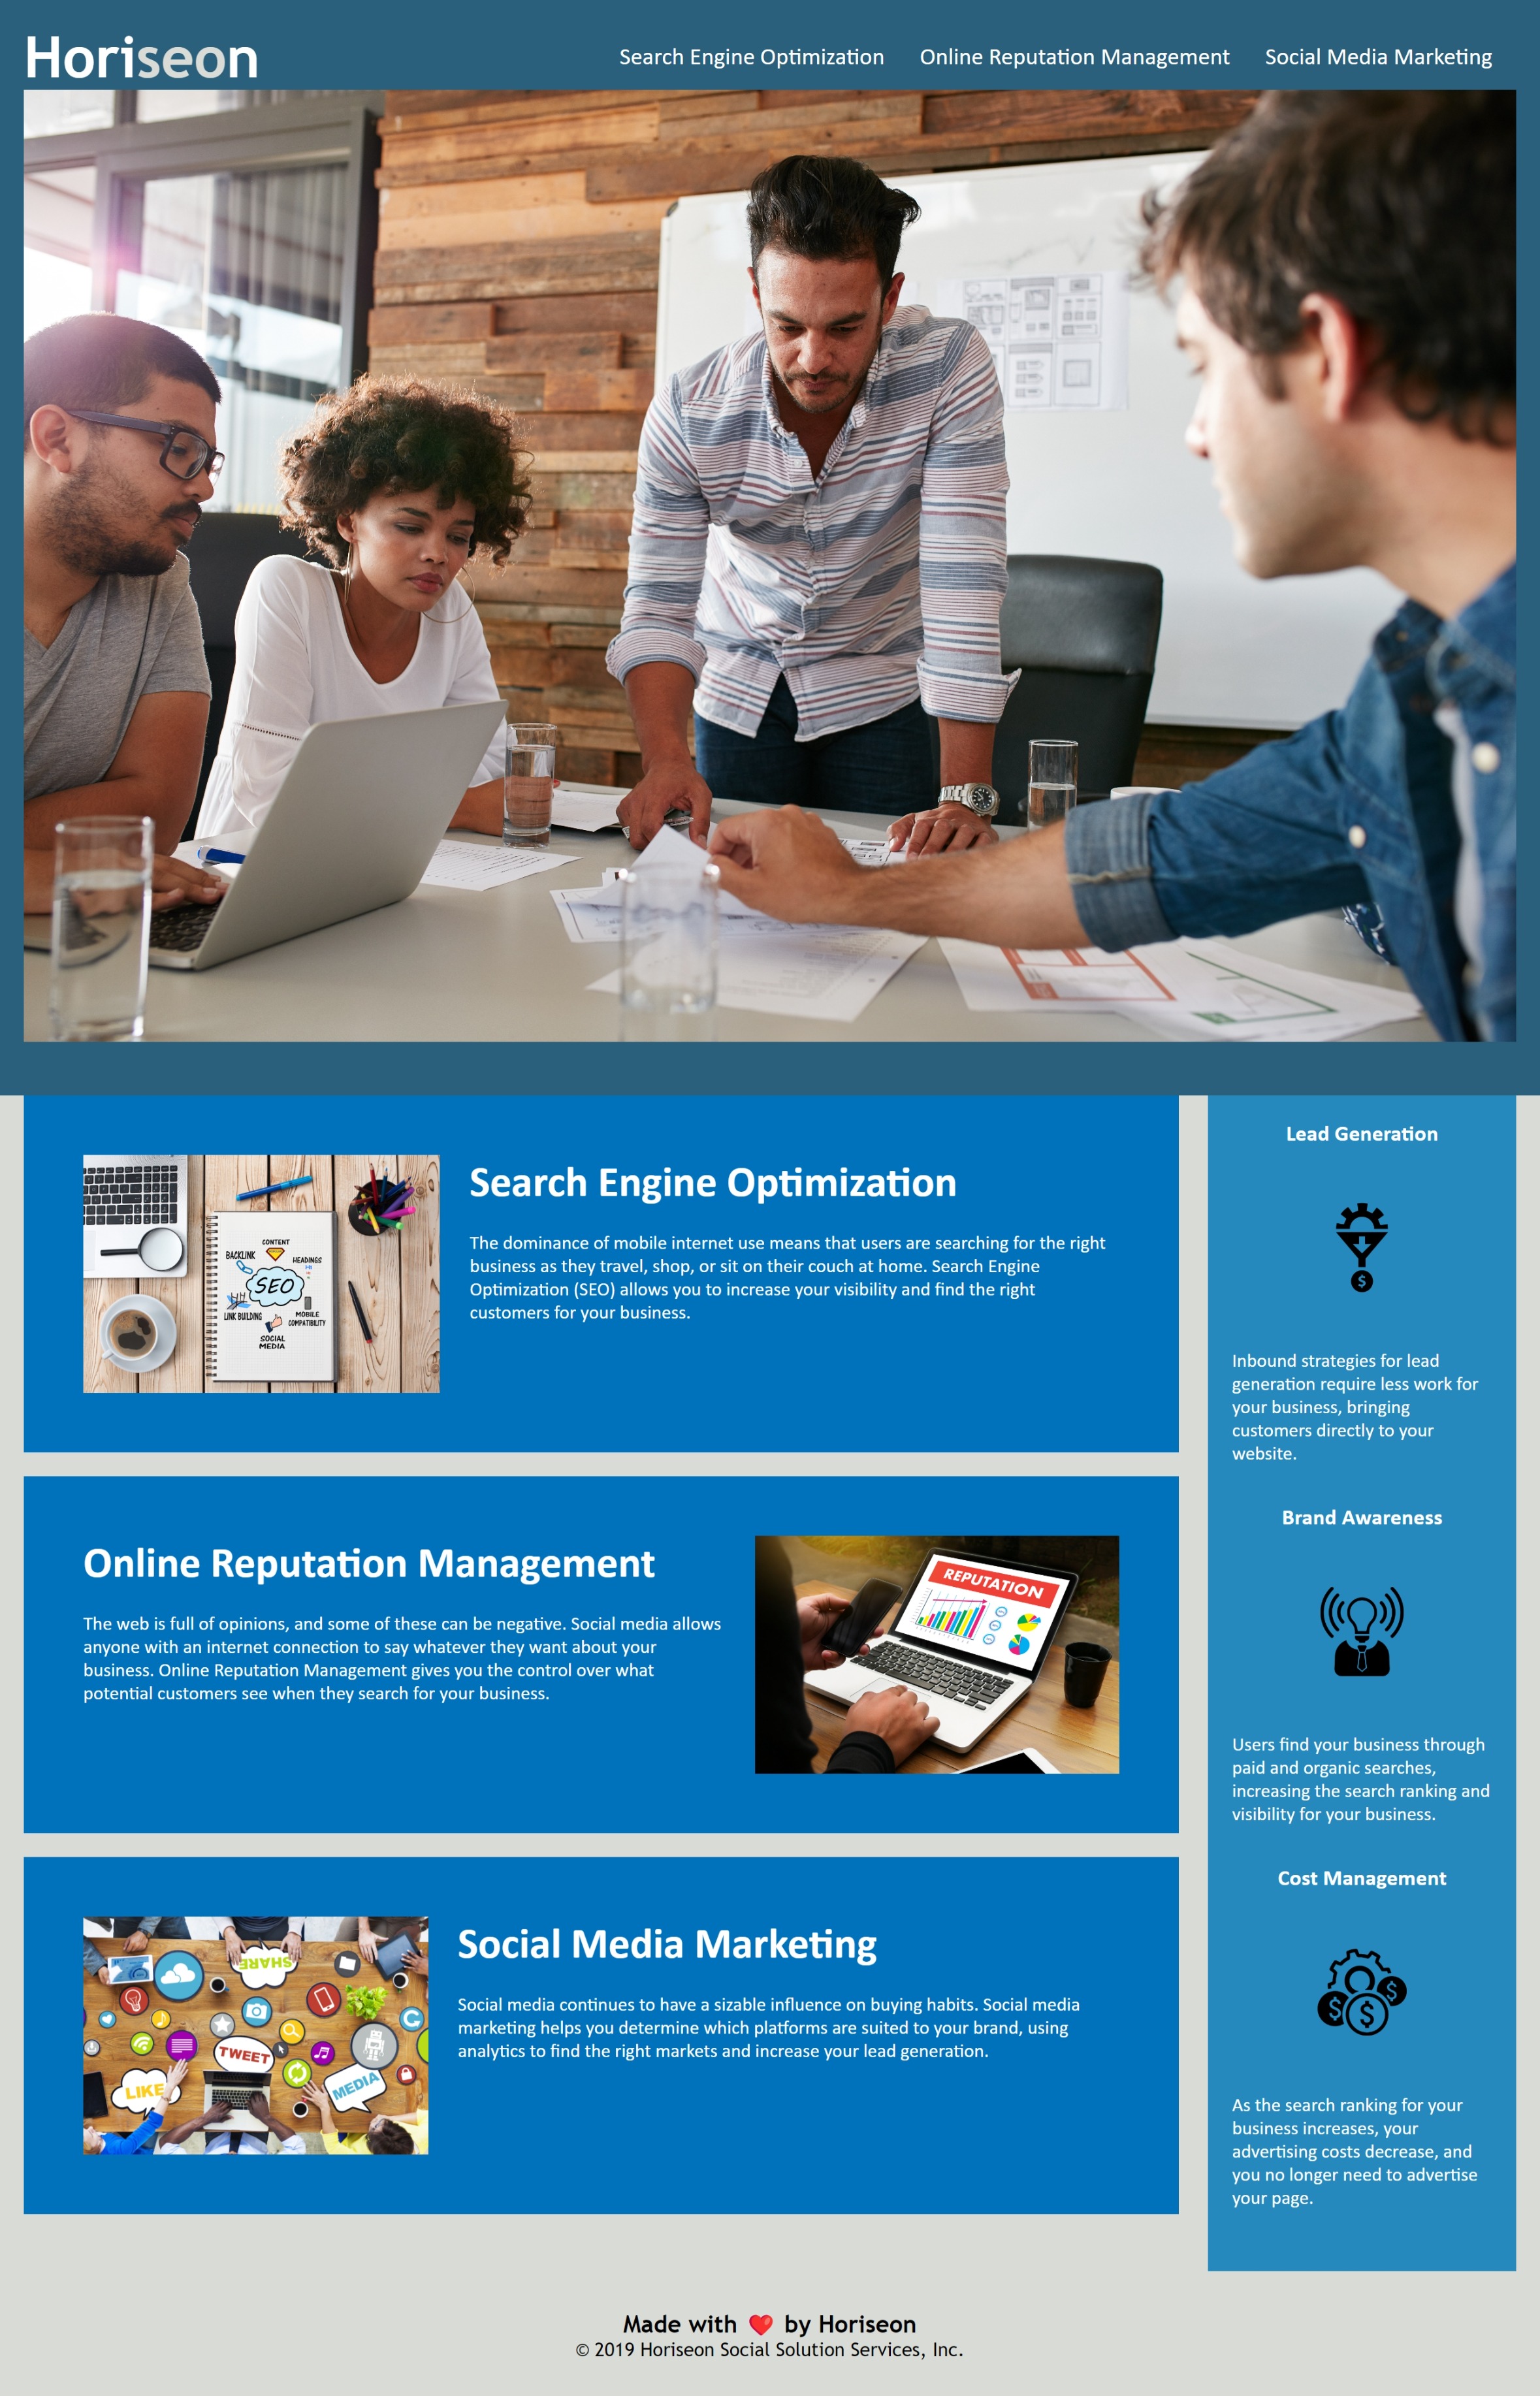 Horiseon
Search Engine Optimization
Online Reputation Management
Social Media Marketing
Search Engine Optimization
The dominance of mobile internet use means that users are searching for the right
business as they travel, shop, or sit on their couch at home. Search Engine
Optimization (SEO) allows you to increase your visibility and find the right
customers for your business.
CONTENT
BACKLINK
HEADINGS
SEO
LINK BUILDING
MOBILE
COMPATIBILITY
SOCIAL
MEDIA
Online Reputation Management
The web is full of opinions, and some of these can be negative. Social media allows
anyone with an internet connection to say whatever they want about your
business. Online Reputation Management gives you the control over what
potential customers see when they search for your business.
REPUTATION
Social Media Marketing
Social media continues to have a sizable influence on buying habits. Social media
marketing helps you determine which platforms are suited to your brand, using
analytics to find the right markets and increase your lead generation.
SHARE
TWEET
LIKE
MEDIA
Lead Generation
$
Inbound strategies for lead
generation require less work for
your business, bringing
customers directly to your
website.
Brand Awareness
Users find your business through
paid and organic searches,
increasing the search ranking and
visibility for your business.
Cost Management
$ $ $
As the search ranking for your
business increases, your
advertising costs decrease, and
you no longer need to advertise
your page.
Made with ❤️ by Horiseon
© 2019 Horiseon Social Solution Services, Inc.